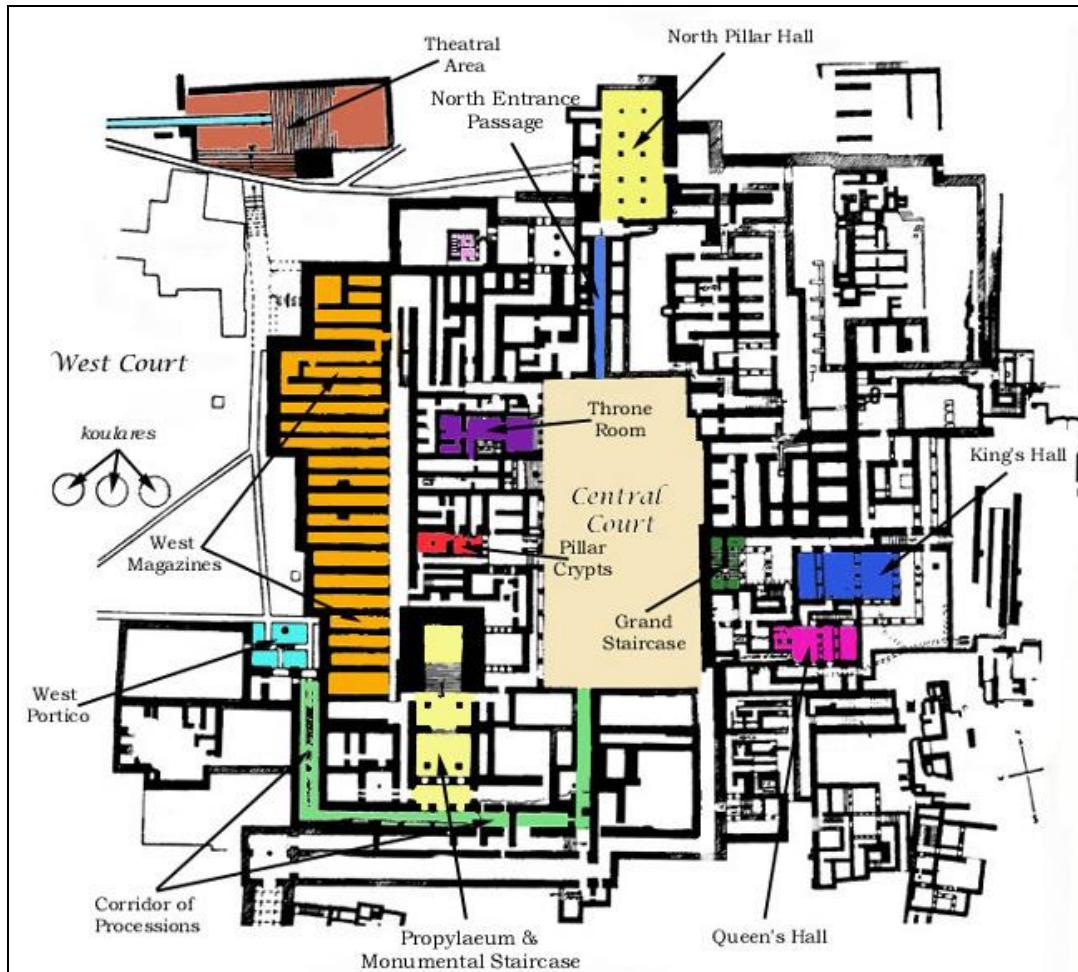 North Pillar Hall
Theatral
Area
North Entrance
Passage
West Court
koulares
Throne
Room
King's Hall
Central
Court
West
Magazines
Pillar
Crypts
Grand
Staircase
West
Portico
Corridor of
Processions
Propylaeum &
Monumental Staircase
Queen's Hall